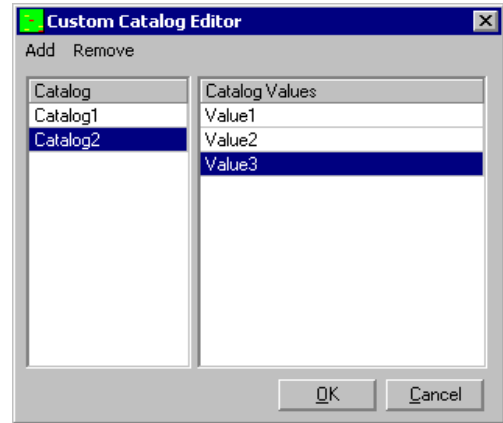 Custom Catalog Editor
Add Remove
Catalog
Catalog1
Catalog2
Catalog Values
Value1
Value2
Value3
OK Cancel